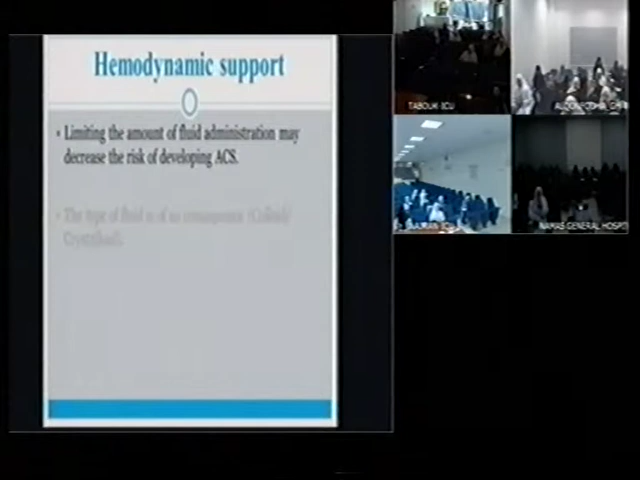 Hemodynamic support
• Limiting the amount of fluid administration may
decrease the risk of developing ACS.
The type of fluid is of no consequence (Colloid/
Crystalloid).
TABOUK ICU
NAMAS GENERAL HOSPI